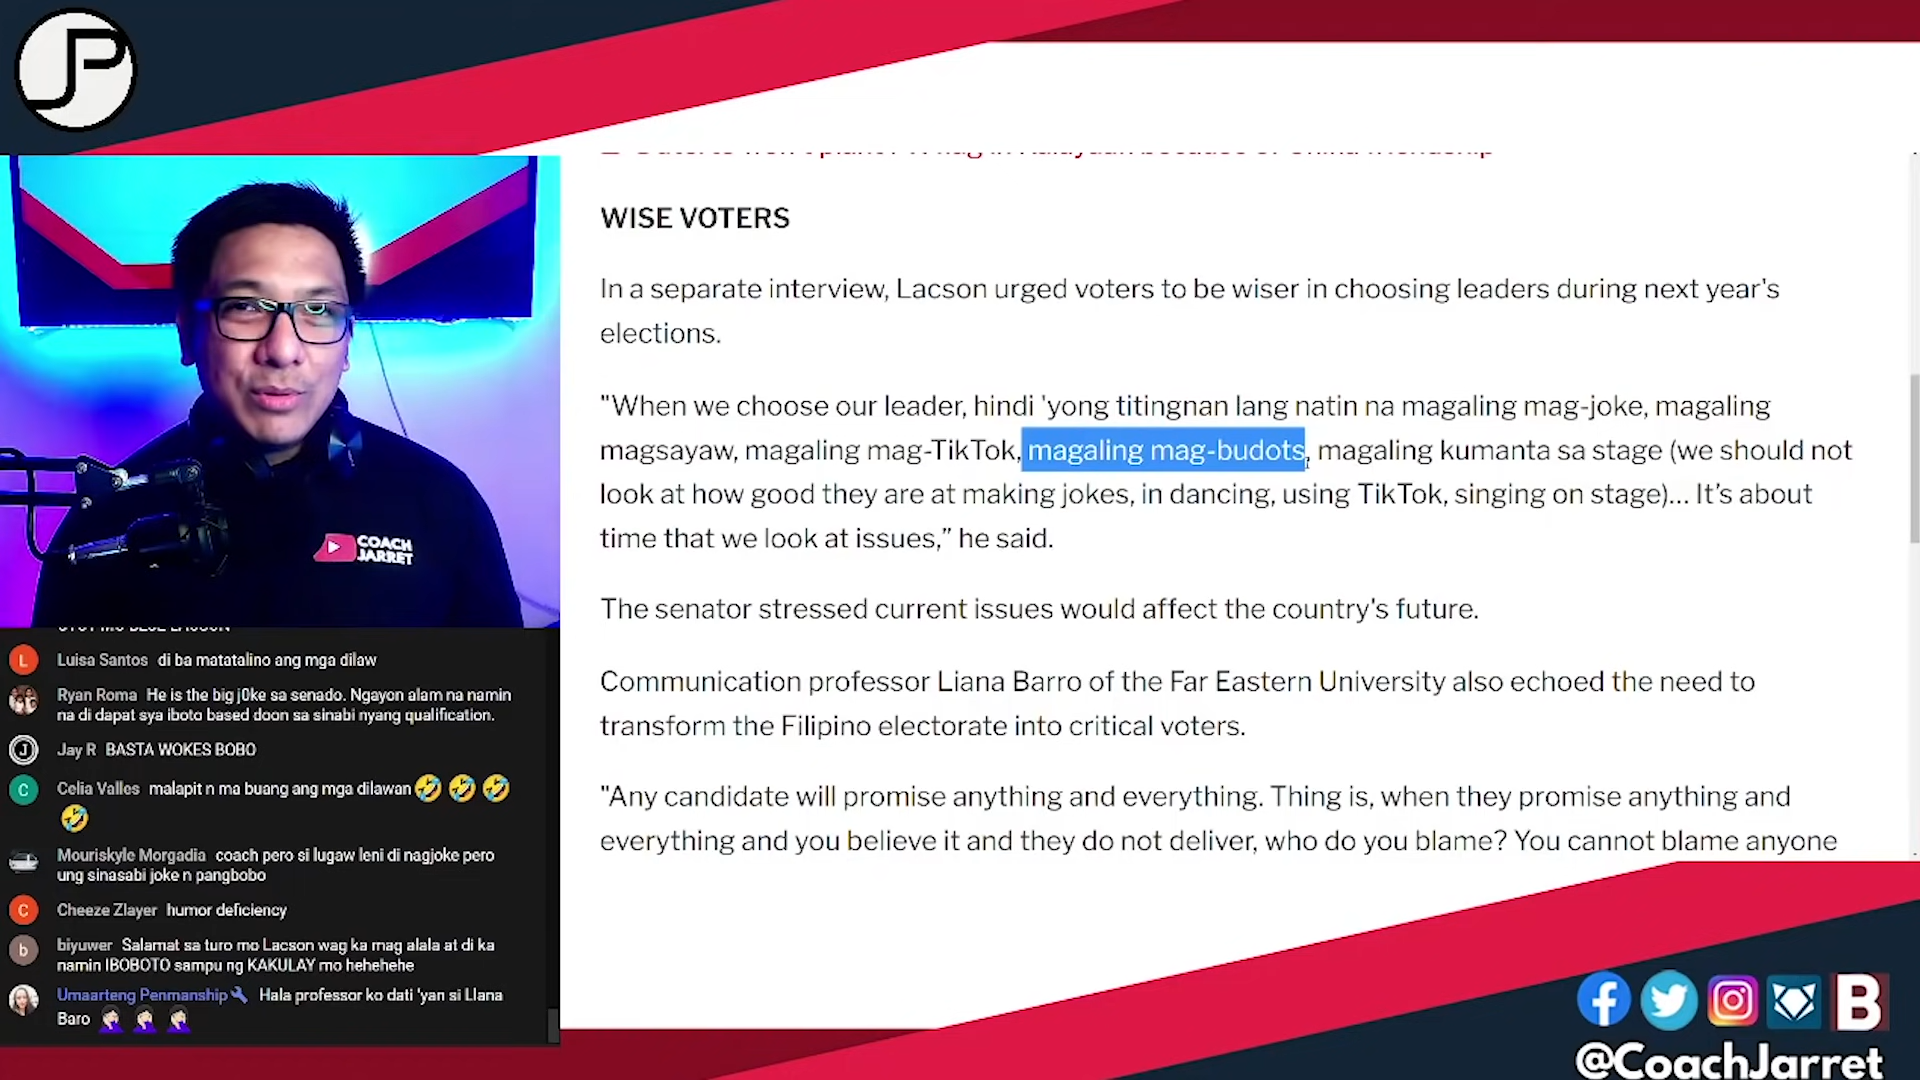 JP
WISE VOTERS
In a separate interview, Lacson urged voters to be wiser in choosing leaders during next year's
elections.
"When we choose our leader, hindi 'yong titingnan lang natin na magaling mag-joke, magaling
magsayaw, magaling mag-TikTok, magaling mag-budots, magaling kumanta sa stage (we should not
look at how good they are at making jokes, in dancing, using TikTok, singing on stage)... It's about
time that we look at issues,” he said.
The senator stressed current issues would affect the country's future.
Communication professor Liana Barro of the Far Eastern University also echoed the need to
transform the Filipino electorate into critical voters.
"Any candidate will promise anything and everything. Thing is, when they promise anything and
everything and you believe it and they do not deliver, who do you blame? You cannot blame anyone
COACH
JARRET
L Luisa Santos di ba matatalino ang mga dilaw
Ryan Roma He is the big j0ke sa senado. Ngayon alam na namin
na di dapat sya iboto based doon sa sinabi nyang qualification.
J Jay R BASTA WOKES BOBO
C Celia Valles malapit n ma buang ang mga dilawan 🤣 🤣 🤣
🤣
Mouriskyle Morgadia coach pero si lugaw leni di nagjoke pero
ung sinasabi joke n pangbobo
C Cheeze Zlayer humor deficiency
b biyuwer Salamat sa turo mo Lacson wag ka mag alala at di ka
namin IBOBOTO sampu ng KAKULAY mo hehehehe
Umaarteng Penmanship Hala professor ko dati 'yan si Llana
Baro 🤦🏻‍♀️ 🤦🏻‍♀️ 🤦🏻‍♀️
B
@CoachJarret